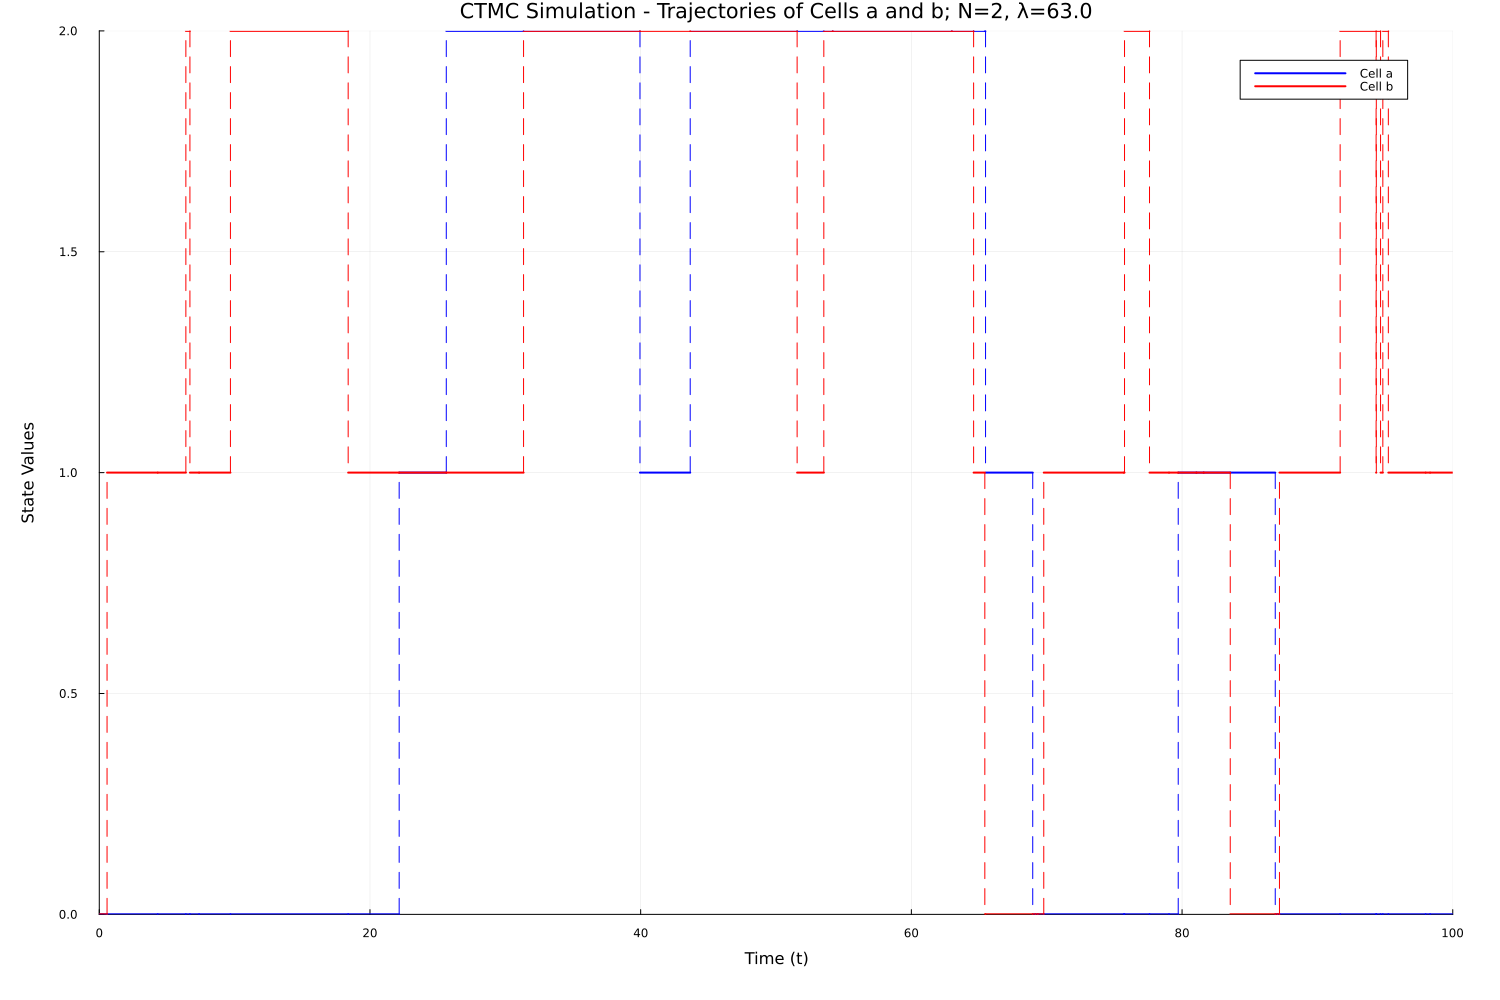 CTMC Simulation - Trajectories of Cells a and b; N=2, λ=63.0
2.0
Cell a
Cell b
1.5
State Values
1.0
0.5
0.0
0 20 40 60 80 100
Time (t)